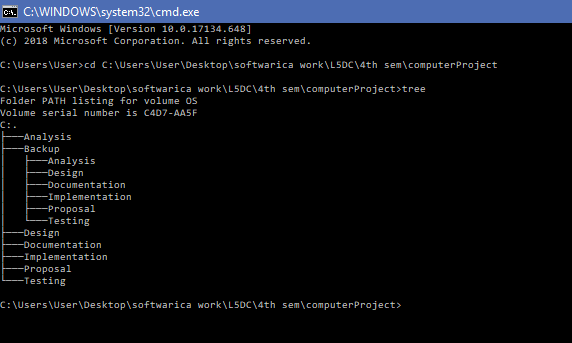 C:\WINDOWS\system32\cmd.exe
Microsoft Windows [Version 10.0.17134.648]
(c) 2018 Microsoft Corporation. All rights reserved.
C:\Users\User>cd C:\Users\User\Desktop\softwarica work\L5DC\4th sem\computerProject
C:\Users\User\Desktop\softwarica work\L5DC\4th sem\computerProject>tree
Folder PATH listing for volume OS
Volume serial number is C4D7-AA5F
C:.
├───Analysis
├───Backup
│   ├───Analysis
│   ├───Design
│   ├───Documentation
│   ├───Implementation
│   ├───Proposal
│   └───Testing
├───Design
├───Documentation
├───Implementation
├───Proposal
└───Testing
C:\Users\User\Desktop\softwarica work\L5DC\4th sem\computerProject>